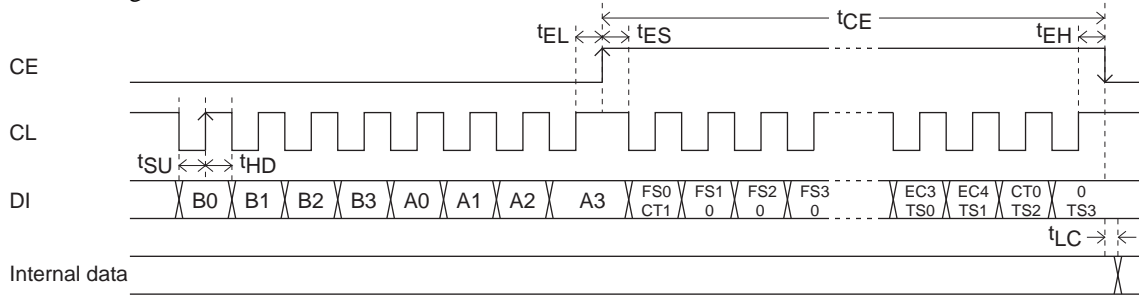 tCE
tEL
tES
tEH
CE
CL
tSU
tHD
DI
B0 B1 B2 B3 A0 A1 A2 A3 FS0 FS1 FS2 FS3 EC3 EC4 CT0 0
CT1 0 0 0 TS0 TS1 TS2 TS3
tLC
Internal data